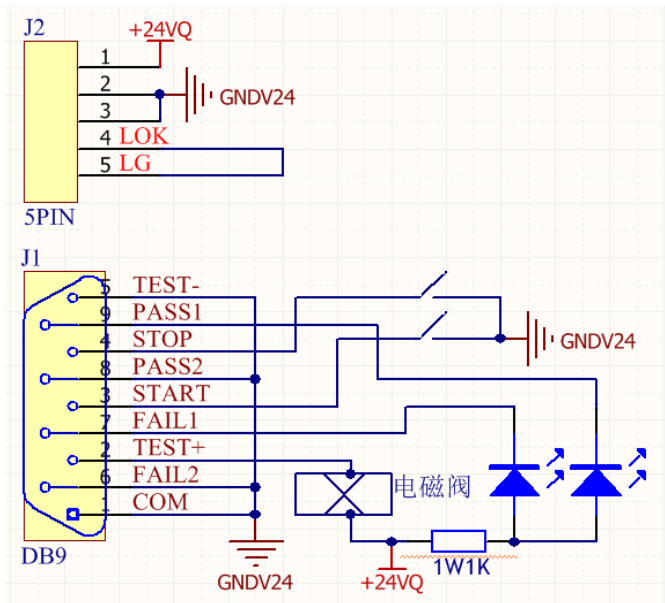 J2
+24VQ
1
2
3
GNDV24
4 LOK
5 LG
5PIN
J1
5 TEST-
9 PASS1
4 STOP
8 PASS2
GNDV24
3 START
7 FAIL1
2 TEST+
6 FAIL2
电磁阀
1 COM
DB9
GNDV24
+24VQ
1W1K